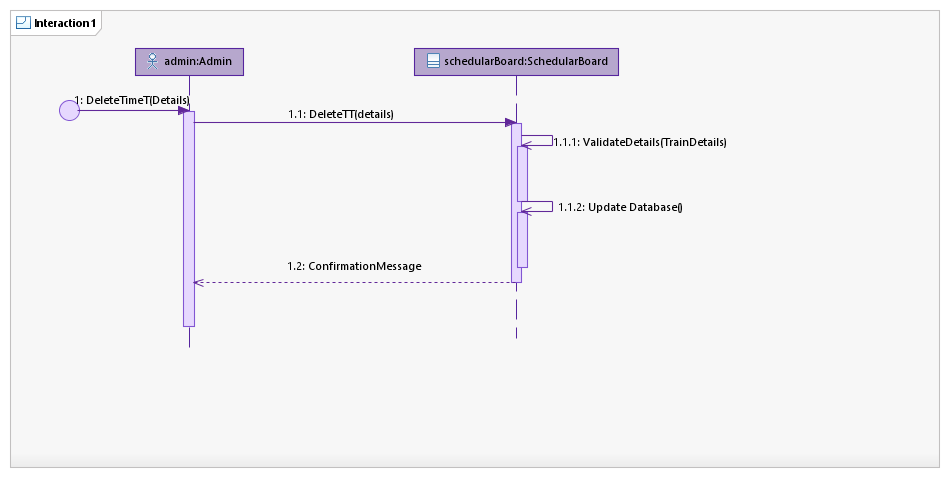 Interaction1
admin:Admin
schedularBoard:SchedularBoard
1: DeleteTimeT(Details)
1.1: DeleteTT(details)
1.1.1: ValidateDetails(TrainDetails)
1.1.2: Update Database()
1.2: ConfirmationMessage